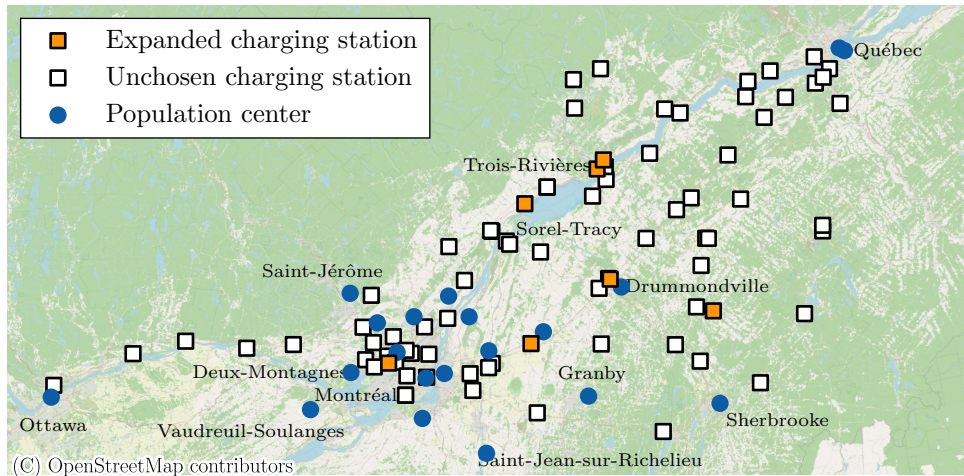 Expanded charging station
Unchosen charging station
Population center
Québec
Trois-Rivières
Sorel-Tracy
Saint-Jérôme
Drummondville
Deux-Montagnes
Granby
Montréal
Sherbrooke
Ottawa
Vaudreuil-Soulanges
Saint-Jean-sur-Richelieu
(C) OpenStreetMap contributors